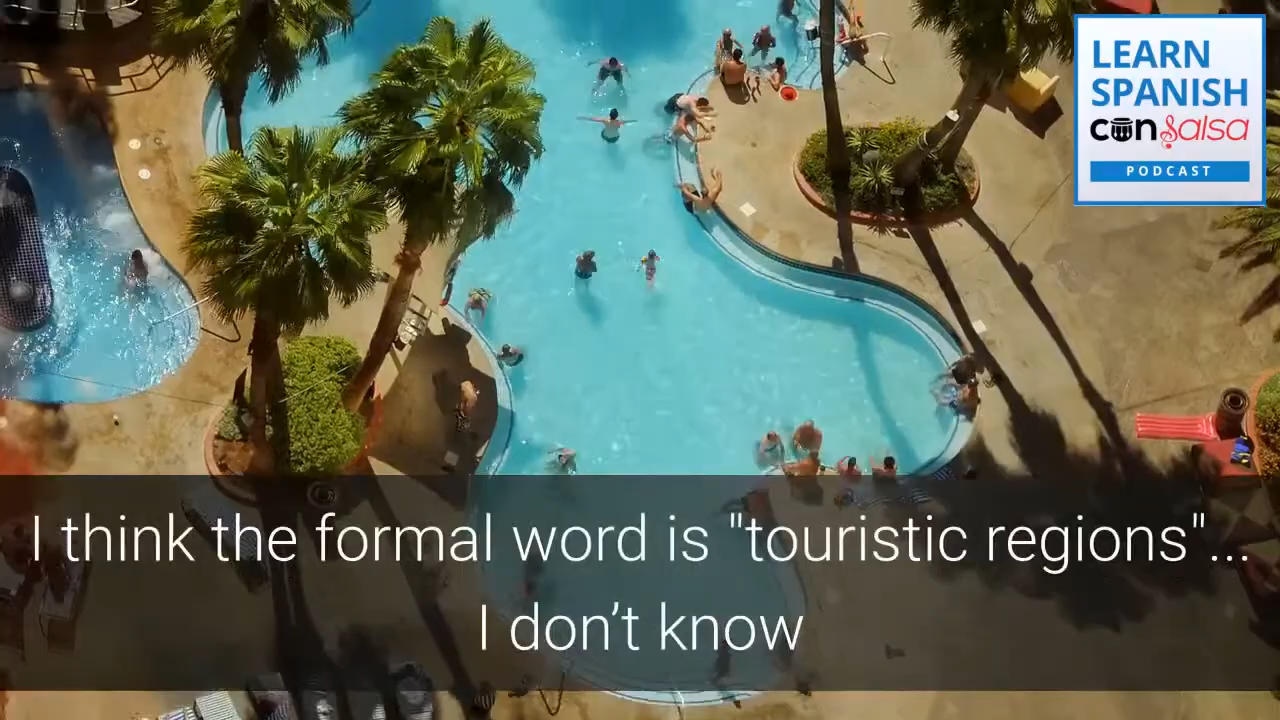 LEARN
SPANISH
con Salsa
PODCAST
I think the formal word is "touristic regions"...
I don’t know